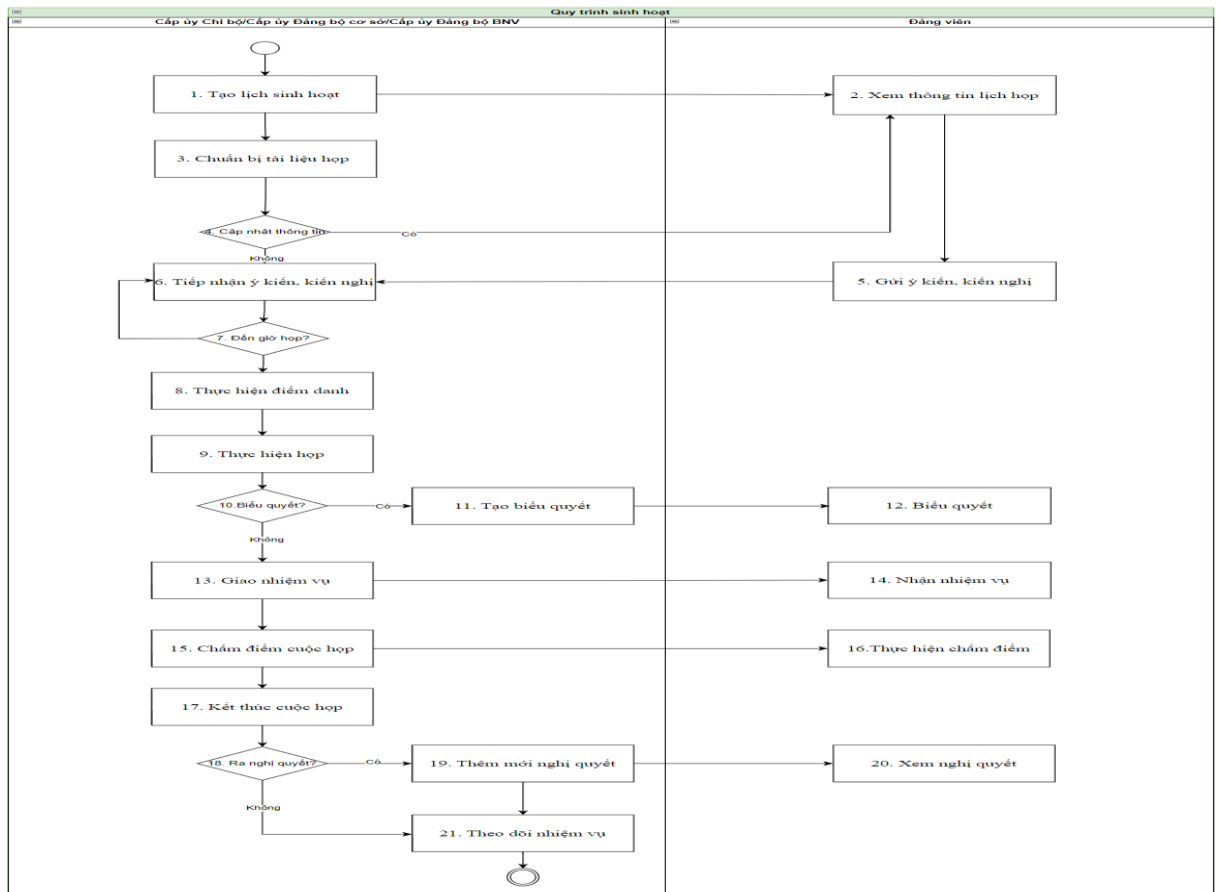 Quy trình sinh hoạt
Cấp ủy Chi bộ/Cấp ủy Đảng bộ cơ sở/Cấp ủy Đảng bộ BNV
Đảng viên
1. Tạo lịch sinh hoạt
2. Xem thông tin lịch họp
3. Chuẩn bị tài liệu họp
4. Cập nhật thông tin
Có
Không
6. Tiếp nhận ý kiến, kiến nghị
5. Gửi ý kiến, kiến nghị
7. Đến giờ họp?
8. Thực hiện điểm danh
9. Thực hiện họp
10.Biểu quyết?
Có
11. Tạo biểu quyết
12. Biểu quyết
Không
13. Giao nhiệm vụ
14. Nhận nhiệm vụ
15. Chấm điểm cuộc họp
16.Thực hiện chấm điểm
17. Kết thúc cuộc họp
18. Ra nghị quyết?
Có
19. Thêm mới nghị quyết
20. Xem nghị quyết
Không
21. Theo dõi nhiệm vụ